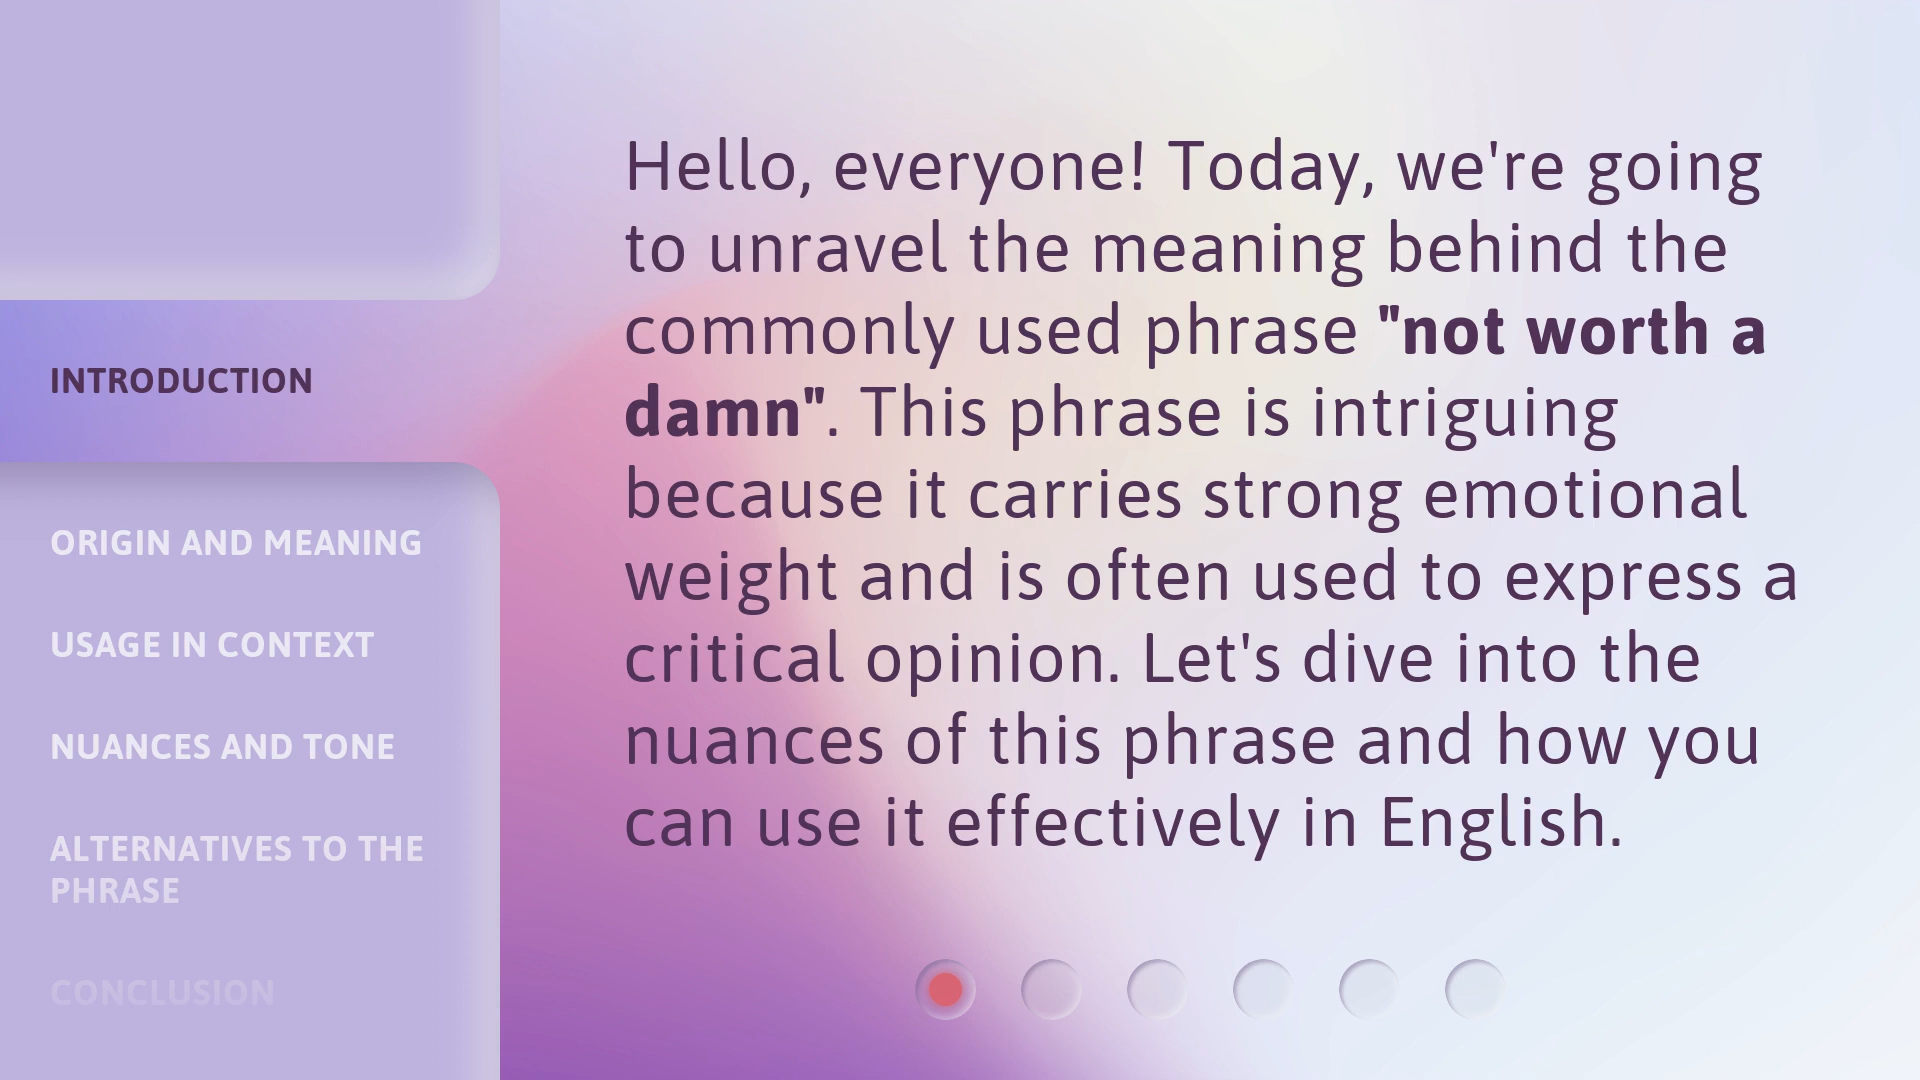 INTRODUCTION
ORIGIN AND MEANING
USAGE IN CONTEXT
NUANCES AND TONE
ALTERNATIVES TO THE
PHRASE
CONCLUSION
Hello, everyone! Today, we're going
to unravel the meaning behind the
commonly used phrase "not worth a
damn". This phrase is intriguing
because it carries strong emotional
weight and is often used to express a
critical opinion. Let's dive into the
nuances of this phrase and how you
can use it effectively in English.